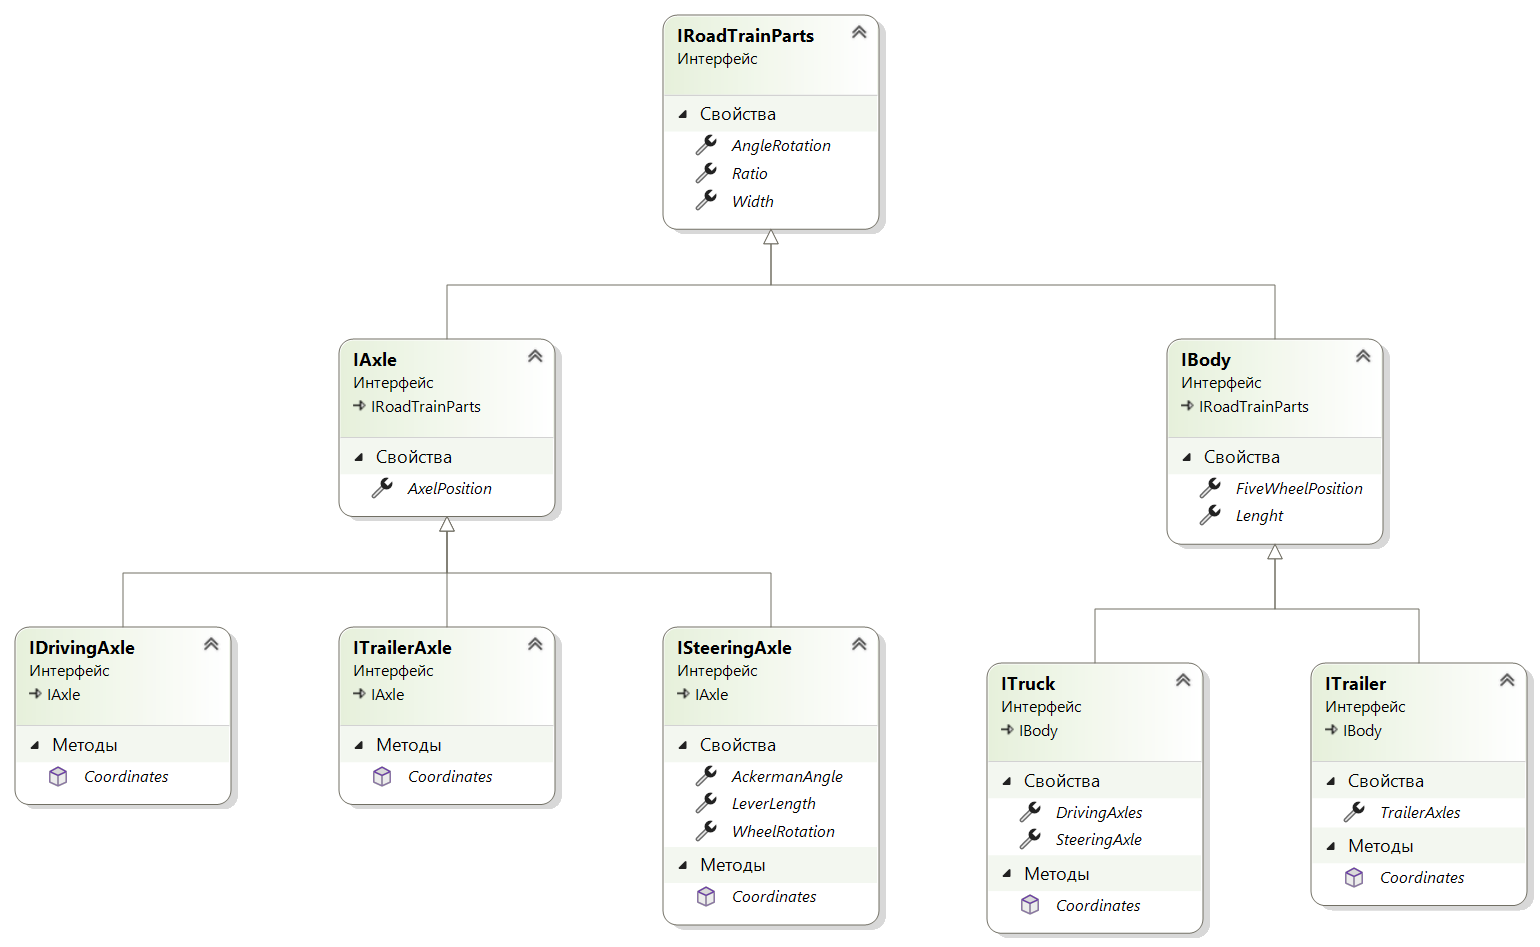 IRoadTrainParts
Интерфейс
Свойства
AngleRotation
Ratio
Width
IAxle
Интерфейс
IRoadTrainParts
Свойства
AxelPosition
IBody
Интерфейс
IRoadTrainParts
Свойства
FiveWheelPosition
Lenght
IDrivingAxle
Интерфейс
IAxle
Методы
Coordinates
ITrailerAxle
Интерфейс
IAxle
Методы
Coordinates
ISteeringAxle
Интерфейс
IAxle
Свойства
AckermanAngle
LeverLength
WheelRotation
Методы
Coordinates
ITruck
Интерфейс
IBody
Свойства
DrivingAxles
SteeringAxle
Методы
Coordinates
ITrailer
Интерфейс
IBody
Свойства
TrailerAxles
Методы
Coordinates